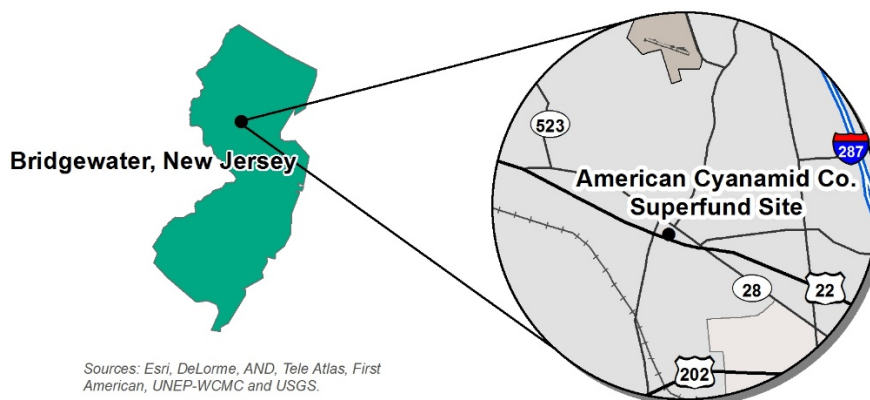 Bridgewater, New Jersey
Sources: Esri, DeLorme, AND, Tele Atlas, First
American, UNEP-WCMC and USGS.
523
287
American Cyanamid Co.
Superfund Site
28
22
202